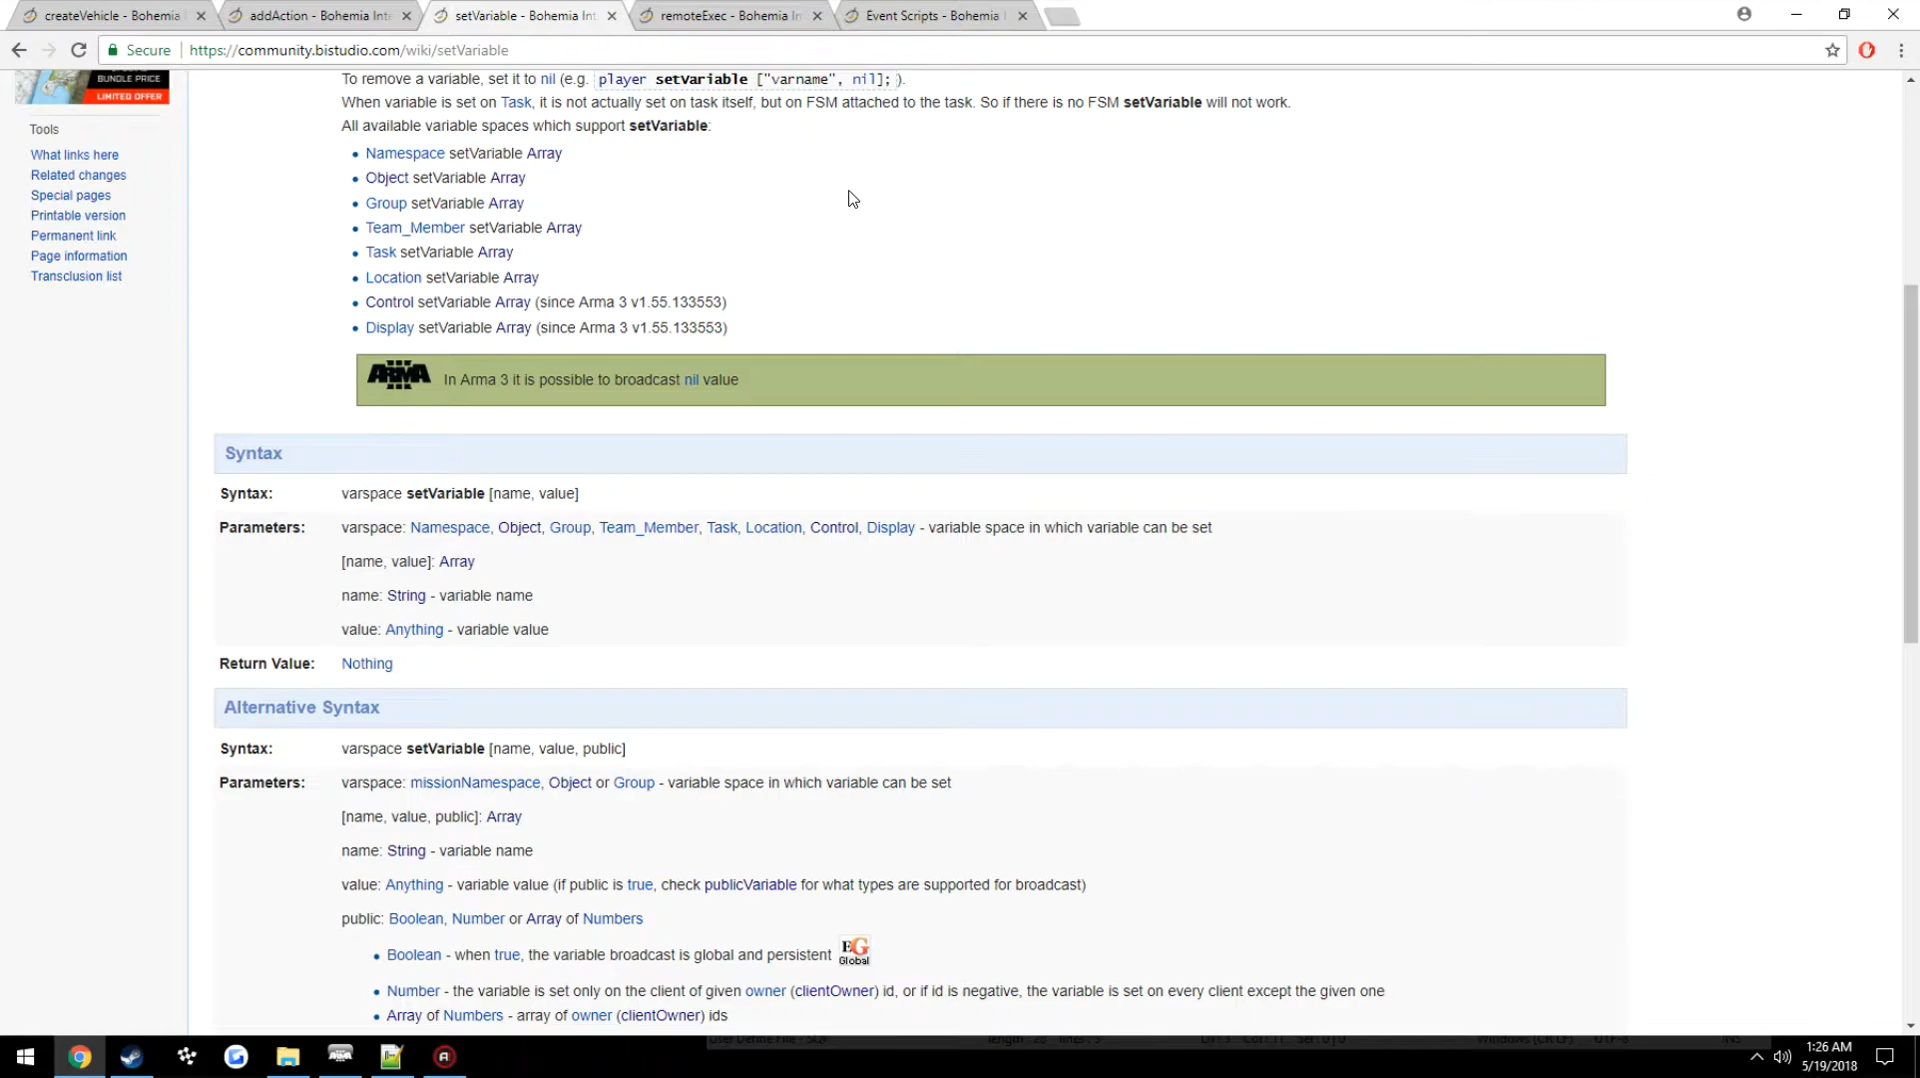 createVehicle - Bohemia
addAction - Bohemia Inte
setVariable - Bohemia Int
remoteExec - Bohemia In
Event Scripts - Bohemia
Secure
https://community.bistudio.com/wiki/setVariable
BUNDLE PRICE
LIMITED OFFER
Tools
What links here
Related changes
Special pages
Printable version
Permanent link
Page information
Transclusion list
To remove a variable, set it to nil (e.g. player setVariable ["varname", nil]; ).
When variable is set on Task, it is not actually set on task itself, but on FSM attached to the task. So if there is no FSM setVariable will not work.
All available variable spaces which support setVariable:
• Namespace setVariable Array
• Object setVariable Array
• Group setVariable Array
• Team_Member setVariable Array
• Task setVariable Array
• Location setVariable Array
• Control setVariable Array (since Arma 3 v1.55.133553)
• Display setVariable Array (since Arma 3 v1.55.133553)
ARMA In Arma 3 it is possible to broadcast nil value
Syntax
Syntax: varspace setVariable [name, value]
Parameters: varspace: Namespace, Object, Group, Team_Member, Task, Location, Control, Display - variable space in which variable can be set
[name, value]: Array
name: String - variable name
value: Anything - variable value
Return Value: Nothing
Alternative Syntax
Syntax: varspace setVariable [name, value, public]
Parameters: varspace: missionNamespace, Object or Group - variable space in which variable can be set
[name, value, public]: Array
name: String - variable name
value: Anything - variable value (if public is true, check publicVariable for what types are supported for broadcast)
public: Boolean, Number or Array of Numbers
• Boolean - when true, the variable broadcast is global and persistent EG Global
• Number - the variable is set only on the client of given owner (clientOwner) id, or if id is negative, the variable is set on every client except the given one
• Array of Numbers - array of owner (clientOwner) ids
1:26 AM
5/19/2018